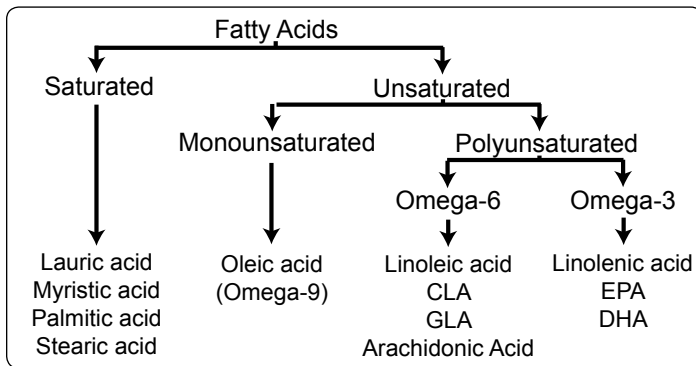 Fatty Acids
Saturated
Unsaturated
Monounsaturated
Polyunsaturated
Omega-6
Omega-3
Lauric acid
Myristic acid
Palmitic acid
Stearic acid
Oleic acid
(Omega-9)
Linoleic acid
CLA
GLA
Arachidonic Acid
Linolenic acid
EPA
DHA